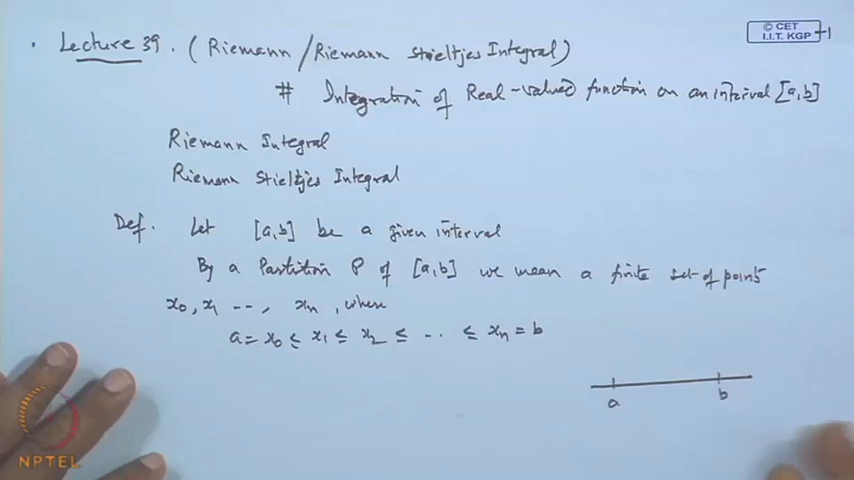 Lecture 39. (Riemann/Riemann Stieltjes Integral)
© CET
I.I.T. KGP
# Integration of Real-valued function on an interval [a,b]
Riemann Integral
Riemann Stieltjes Integral
Def. Let [a,b] be a given interval
By a Partition P of [a,b] we mean a finite set of points
x₀, x₁ ---, xₙ, where
a = x₀ ≤ x₁ ≤ x₂ ≤ -.. ≤ xₙ = b
a b
NPTEL